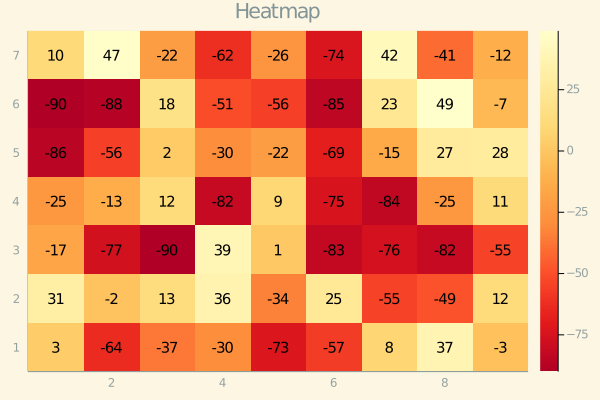 Heatmap
7 10 47 -22 -62 -26 -74 42 -41 -12
6 -90 -88 18 -51 -56 -85 23 49 -7
5 -86 -56 2 -30 -22 -69 -15 27 28
4 -25 -13 12 -82 9 -75 -84 -25 11
3 -17 -77 -90 39 1 -83 -76 -82 -55
2 31 -2 13 36 -34 25 -55 -49 12
1 3 -64 -37 -30 -73 -57 8 37 -3
2 4 6 8
25
0
−25
−50
−75